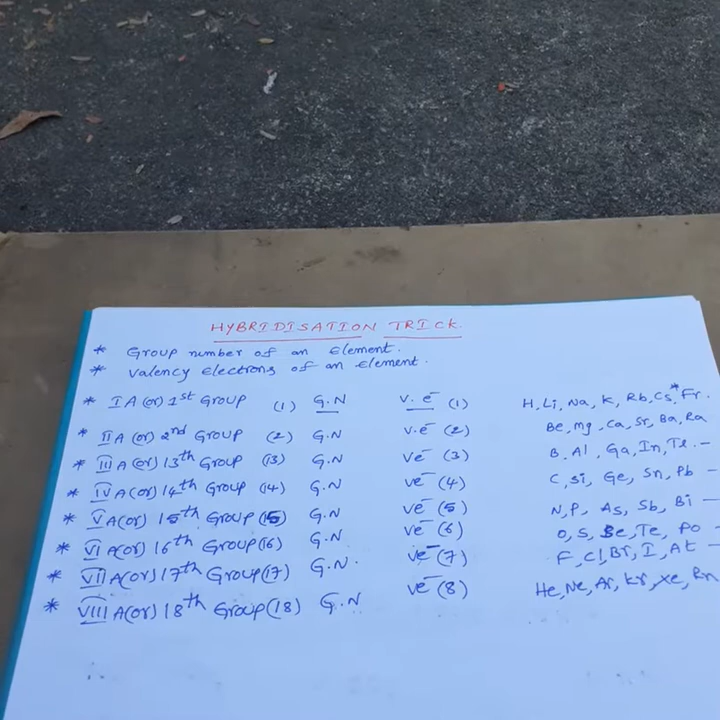 HYBRIDISATION TRICK.
* Group number of an element.
* Valency electrons of an element.
* IA (or) 1st Group (1) G.N V.e- (1) H, Li, Na, K, Rb, Cs,* Fr.
* IIA (or) 2nd Group (2) G.N V.e- (2) Be, Mg, Ca, Sr, Ba, Ra
* IIIA (or) 13th Group (13) G.N Ve- (3) B, Al, Ga, In, Tl. -
* IVA (or) 14th Group (14) G.N Ve- (4) C, Si, Ge, Sn, Pb -
* VA (or) 15th Group (15) G.N Ve- (5) N, P, As, Sb, Bi -
* VIA (or) 16th Group (16) G.N Ve- (6) O, S, Se, Te, Po -
* VIIA (or) 17th Group (17) G.N. Ve- (7) F, Cl, Br, I, At -
* VIIIA (or) 18th Group (18) G.N Ve- (8) He, Ne, Ar, Kr, Xe, Rn